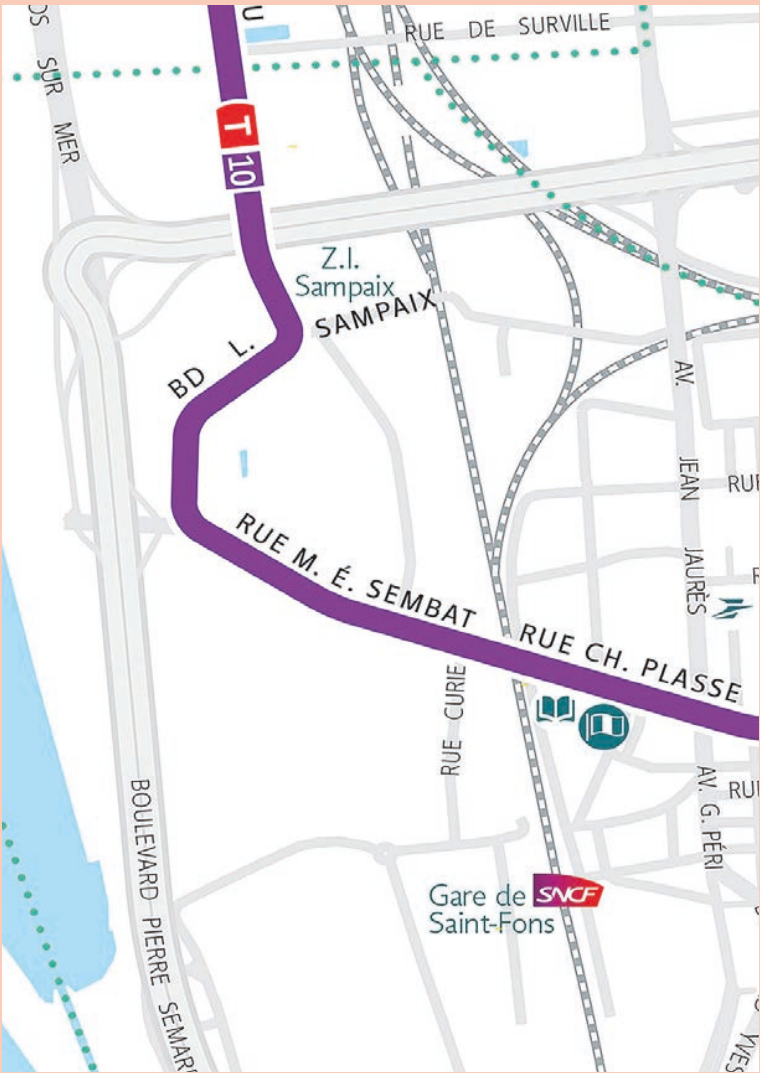 RUE DE SURVILLE
SUR MER
T
10
Z.I.
Sampaix
BD L. SAMPAIX
AV. JEAN JAURÈS
RUE M. É. SEMBAT
RUE CH. PLASSE
RUE CURIE
AV. G. PÉRI
BOULEVARD PIERRE SEMAR
Gare de SNCF
Saint-Fons
YVES